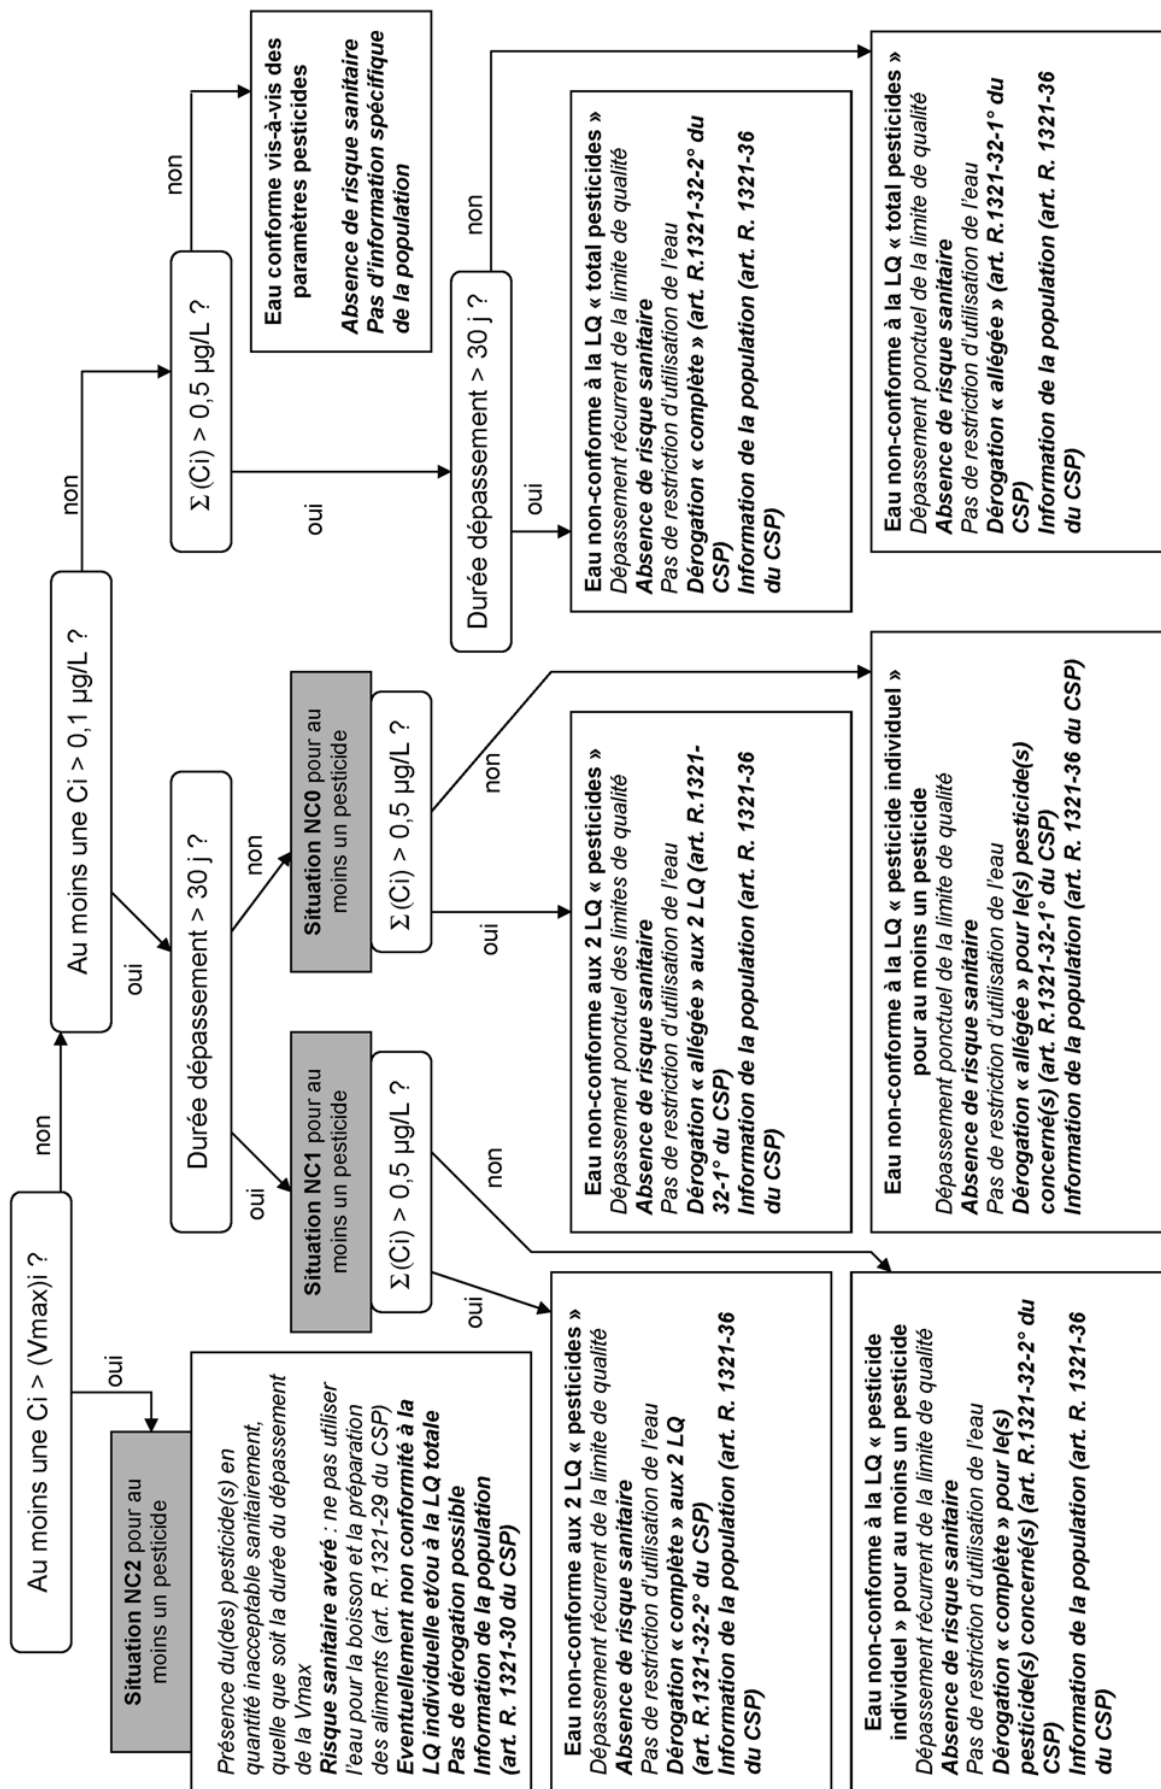 Au moins une Ci > (Vmax)i ?
oui
non
Situation NC2 pour au
moins un pesticide
Présence du(des) pesticide(s) en
quantité inacceptable sanitairement,
quelle que soit la durée du dépassement
de la Vmax
Risque sanitaire avéré : ne pas utiliser
l'eau pour la boisson et la préparation
des aliments (art. R.1321-29 du CSP)
Eventuellement non conformité à la
LQ individuelle et/ou à la LQ totale
Pas de dérogation possible
Information de la population
(art. R. 1321-30 du CSP)
Au moins une Ci > 0,1 µg/L ?
oui
non
Durée dépassement > 30 j ?
oui
non
Situation NC1 pour au
moins un pesticide
Σ(Ci) > 0,5 µg/L ?
oui
non
Situation NC0 pour au
moins un pesticide
Σ(Ci) > 0,5 µg/L ?
oui
non
Σ (Ci) > 0,5 µg/L ?
oui
non
Eau conforme vis-à-vis des
paramètres pesticides
Absence de risque sanitaire
Pas d'information spécifique
de la population
Durée dépassement > 30 j ?
oui
non
Eau non-conforme aux 2 LQ « pesticides »
Dépassement récurrent de la limite de qualité
Absence de risque sanitaire
Pas de restriction d'utilisation de l'eau
Dérogation « complète » aux 2 LQ
(art. R.1321-32-2° du CSP)
Information de la population (art. R. 1321-36
du CSP)
Eau non-conforme aux 2 LQ « pesticides »
Dépassement ponctuel des limites de qualité
Absence de risque sanitaire
Pas de restriction d'utilisation de l'eau
Dérogation « allégée » aux 2 LQ (art. R.1321-
32-1° du CSP)
Information de la population (art. R. 1321-36
du CSP)
Eau non-conforme à la LQ « total pesticides »
Dépassement récurrent de la limite de qualité
Absence de risque sanitaire
Pas de restriction d'utilisation de l'eau
Dérogation « complète » (art. R.1321-32-2° du
CSP)
Information de la population (art. R. 1321-36
du CSP)
Eau non-conforme à la LQ « pesticide
individuel » pour au moins un pesticide
Dépassement récurrent de la limite de qualité
Absence de risque sanitaire
Pas de restriction d'utilisation de l'eau
Dérogation « complète » pour le(s)
pesticide(s) concerné(s) (art. R.1321-32-2° du
CSP)
Information de la population (art. R. 1321-36
du CSP)
Eau non-conforme à la LQ « pesticide individuel »
pour au moins un pesticide
Dépassement ponctuel de la limite de qualité
Absence de risque sanitaire
Pas de restriction d'utilisation de l'eau
Dérogation « allégée » pour le(s) pesticide(s)
concerné(s) (art. R.1321-32-1° du CSP)
Information de la population (art. R. 1321-36 du CSP)
Eau non-conforme à la LQ « total pesticides »
Dépassement ponctuel de la limite de qualité
Absence de risque sanitaire
Pas de restriction d'utilisation de l'eau
Dérogation « allégée » (art. R.1321-32-1° du
CSP)
Information de la population (art. R. 1321-36
du CSP)